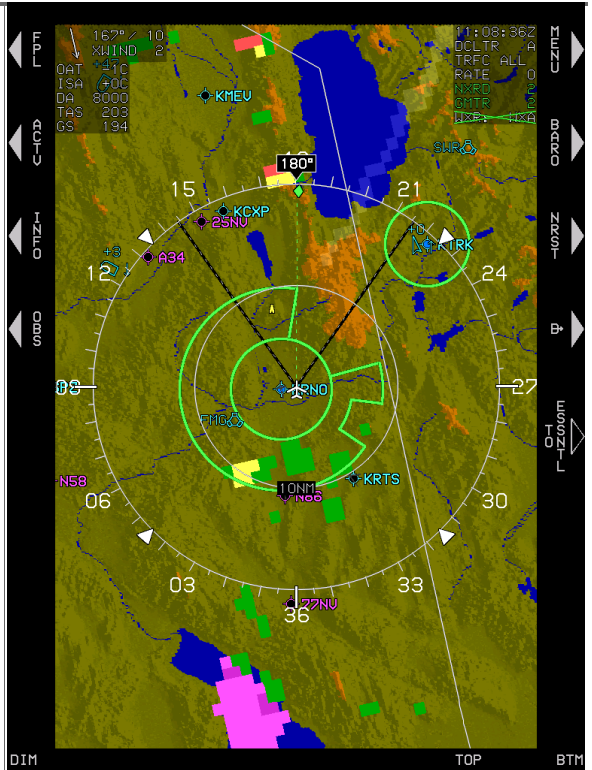 FPL
ACTV
INFO
OBS
MENU
BARO
NRST
ESSNTL
TO
167°/ 10
XWIND 2
OAT -1C
ISA +0C
DA 8000
TAS 203
GS 194
11:08:36Z
DCLTR A
TRFC ALL
RATE 0
NXRD 2
GMTR 2
KMEV
SWR
180°
15
21
KCXP
25NV
+0
KTRK
+3
A34
12
24
27
FMG
N58
KRTS
10NM
N86
06
30
03
33
27NV
36
DIM
TOP
BTM